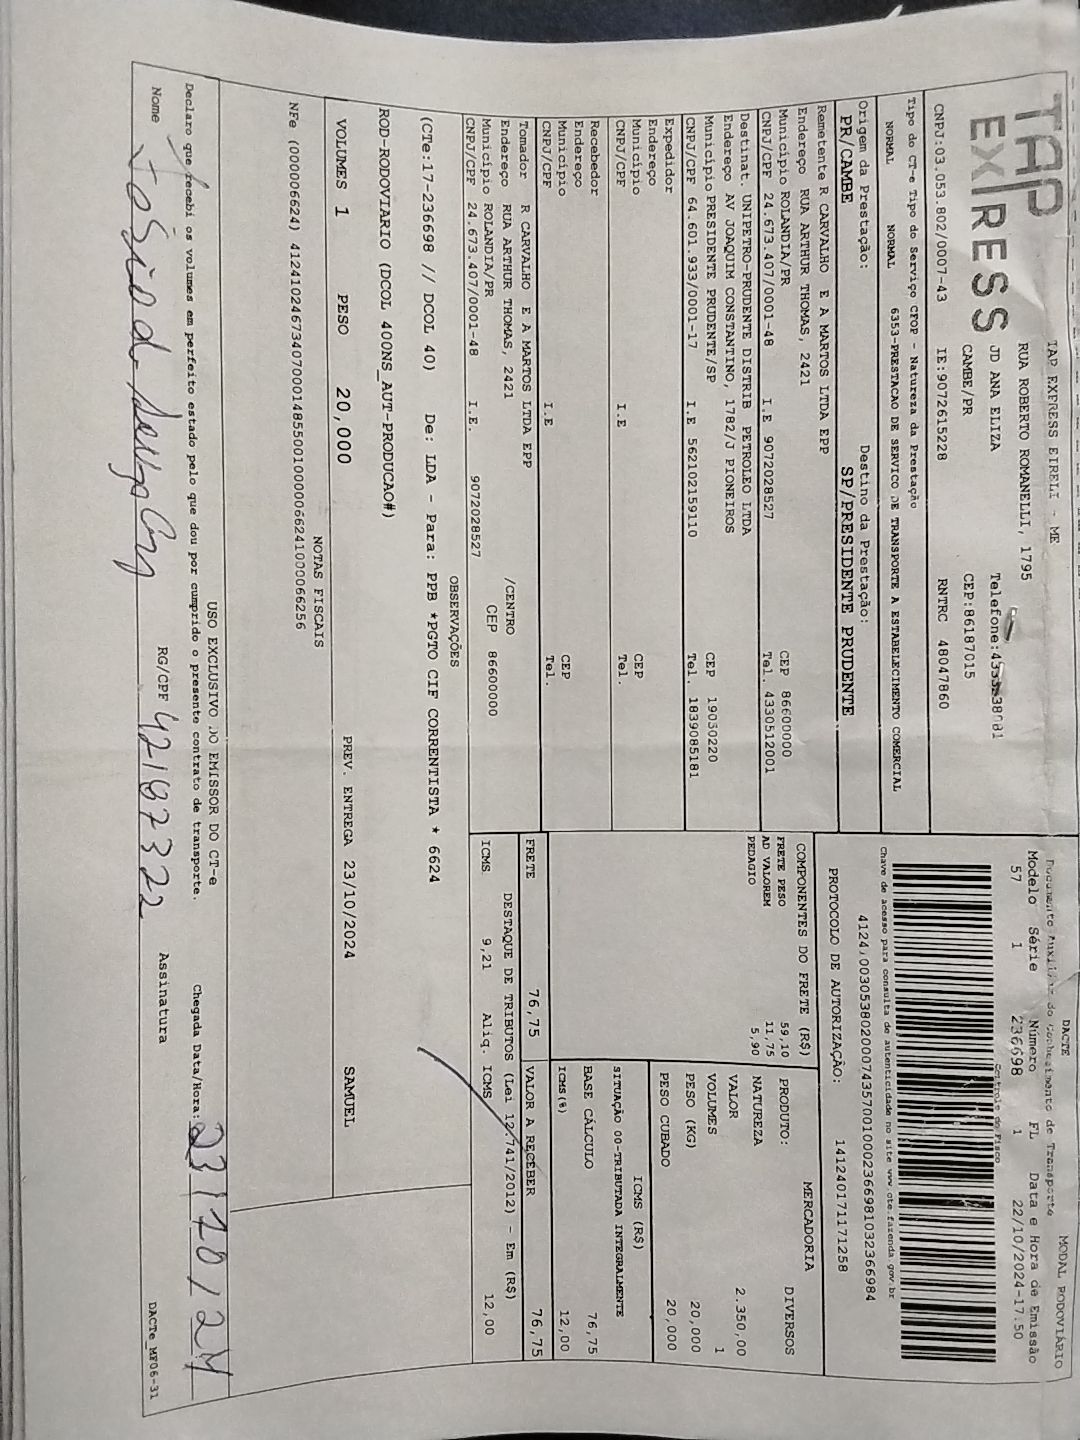 TAP
EXPRESS
TAP EXPRESS EIRELI - ME
RUA ROBERTO ROMANELLI, 1795
JD ANA ELIZA
CAMBE/PR
CEP:86187015
CNPJ:03.053.802/0007-43 IE:9072615228 RNTRC 48047860
Tipo do CT-e Tipo do Serviço CFOP - Natureza da Prestação
NORMAL NORMAL 6353-PRESTACAO DE SERVICO DE TRANSPORTE A ESTABELECIMENTO COMERCIAL
Origem da Prestação: Destino da Prestação:
PR/CAMBE SP/PRESIDENTE PRUDENTE
Remetente R CARVALHO E A MARTOS LTDA EPP
Endereço RUA ARTHUR THOMAS, 2421
Município ROLANDIA/PR CEP 86600000
CNPJ/CPF 24.673.407/0001-48 I.E 9072028527 Tel. 4330512001
Destinat. UNIPETRO-PRUDENTE DISTRIB PETROLEO LTDA
Endereço AV JOAQUIM CONSTANTINO, 1782/J PIONEIROS
Município PRESIDENTE PRUDENTE/SP CEP 19050220
CNPJ/CPF 64.601.933/0001-17 I.E 562102159110 Tel. 1839085181
Expedidor
Endereço
Município CEP
CNPJ/CPF I.E Tel.
Recebedor
Endereço
Município CEP
CNPJ/CPF I.E Tel.
Tomador R CARVALHO E A MARTOS LTDA EPP
Endereço RUA ARTHUR THOMAS, 2421 /CENTRO
Município ROLANDIA/PR CEP 86600000
CNPJ/CPF 24.673.407/0001-48 I.E. 9072028527
DACTE MODAL RODOVIÁRIO
Documento Auxiliar do Conhecimento de Transporte
Modelo Série Número FL Data e Hora de Emissão
57 1 236698 1 22/10/2024-17.50
Controle do Fisco
Chave de acesso para consulta de autenticidade no site www.cte.fazenda.gov.br
PROTOCOLO DE AUTORIZAÇÃO: 141240171171258
COMPONENTES DO FRETE (R$)
FRETE PESO 59,10
AD VALOREM 11,75
PEDAGIO 5,90
MERCADORIA
PRODUTO: DIVERSOS
NATUREZA
VALOR 2.350,00
VOLUMES 1
PESO (KG) 20,000
PESO CUBADO 20,000
ICMS (R$)
SITUAÇÃO 00-TRIBUTADA INTEGRALMENTE
BASE CÁLCULO 76,75
ICMS(%) 12,00
FRETE 76,75 VALOR A RECEBER 76,75
DESTAQUE DE TRIBUTOS (Lei 12.741/2012) - Em (R$)
ICMS 9,21 Aliq. ICMS 12,00
OBSERVAÇÕES
(CTe:17-236698 // DCOL 40) De: LDA - Para: PPB *PGTO CIF CORRENTISTA * 6624
ROD-RODOVIARIO (DCOL 400NS_AUT-PRODUCAO#)
VOLUMES 1 PESO 20,000 PREV. ENTREGA 23/10/2024 SAMUEL
NOTAS FISCAIS
NFe (000006624) 41241024673407000148550010000066241000066256
USO EXCLUSIVO DO EMISSOR DO CT-e
Declaro que recebi os volumes em perfeito estado pelo que dou por cumprido o presente contrato de transporte. Chegada Data/Hora: 23/10/24
Nome RG/CPF 421872322 Assinatura
DACTe_MF06-31